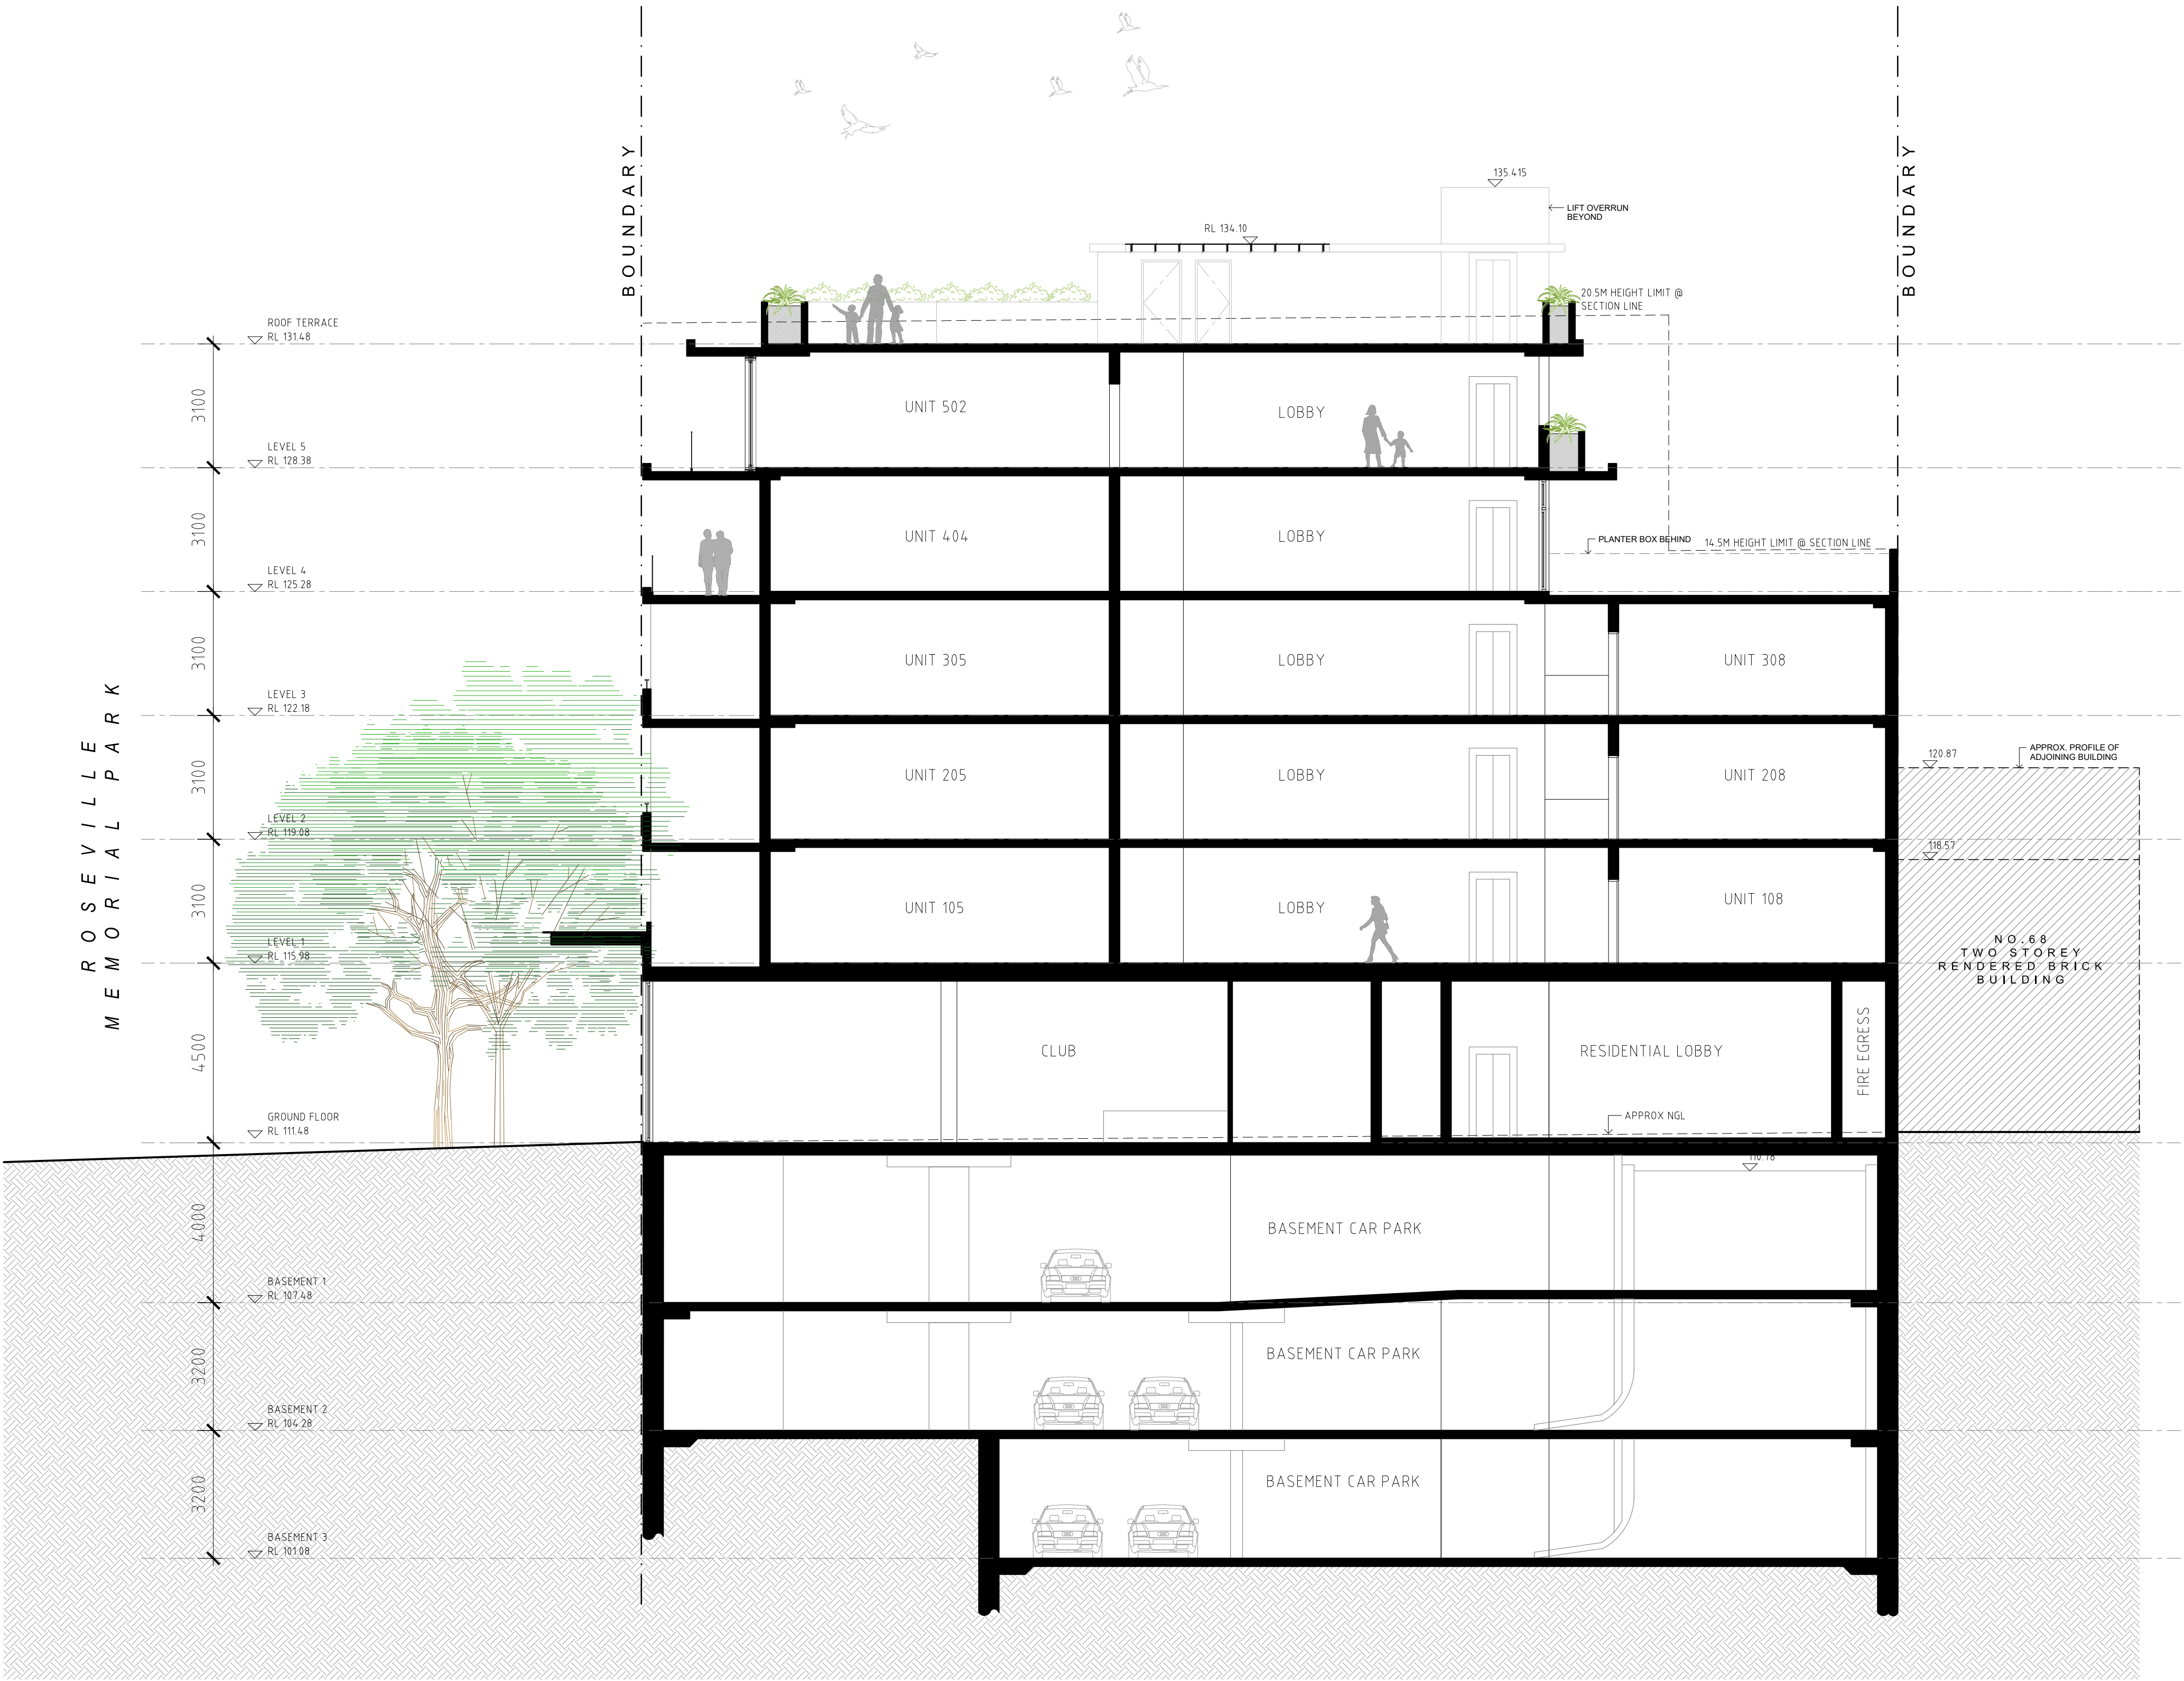 BOUNDARY
BOUNDARY
135.415
LIFT OVERRUN
BEYOND
RL 134.10
20.5M HEIGHT LIMIT @
SECTION LINE
ROOF TERRACE
RL 131.48
3100
UNIT 502
LOBBY
LEVEL 5
RL 128.38
3100
UNIT 404
LOBBY
PLANTER BOX BEHIND
14.5M HEIGHT LIMIT @ SECTION LINE
LEVEL 4
RL 125.28
3100
UNIT 305
LOBBY
UNIT 308
LEVEL 3
RL 122.18
ROSEVILLE
MEMORIAL PARK
3100
UNIT 205
LOBBY
UNIT 208
120.87
APPROX. PROFILE OF
ADJOINING BUILDING
LEVEL 2
RL 119.08
118.57
3100
UNIT 105
LOBBY
UNIT 108
NO.68
TWO STOREY
RENDERED BRICK
BUILDING
LEVEL 1
RL 115.98
4500
CLUB
RESIDENTIAL LOBBY
FIRE EGRESS
APPROX NGL
GROUND FLOOR
RL 111.48
110.78
4000
BASEMENT CAR PARK
BASEMENT 1
RL 107.48
3200
BASEMENT CAR PARK
BASEMENT 2
RL 104.28
3200
BASEMENT CAR PARK
BASEMENT 3
RL 101.08